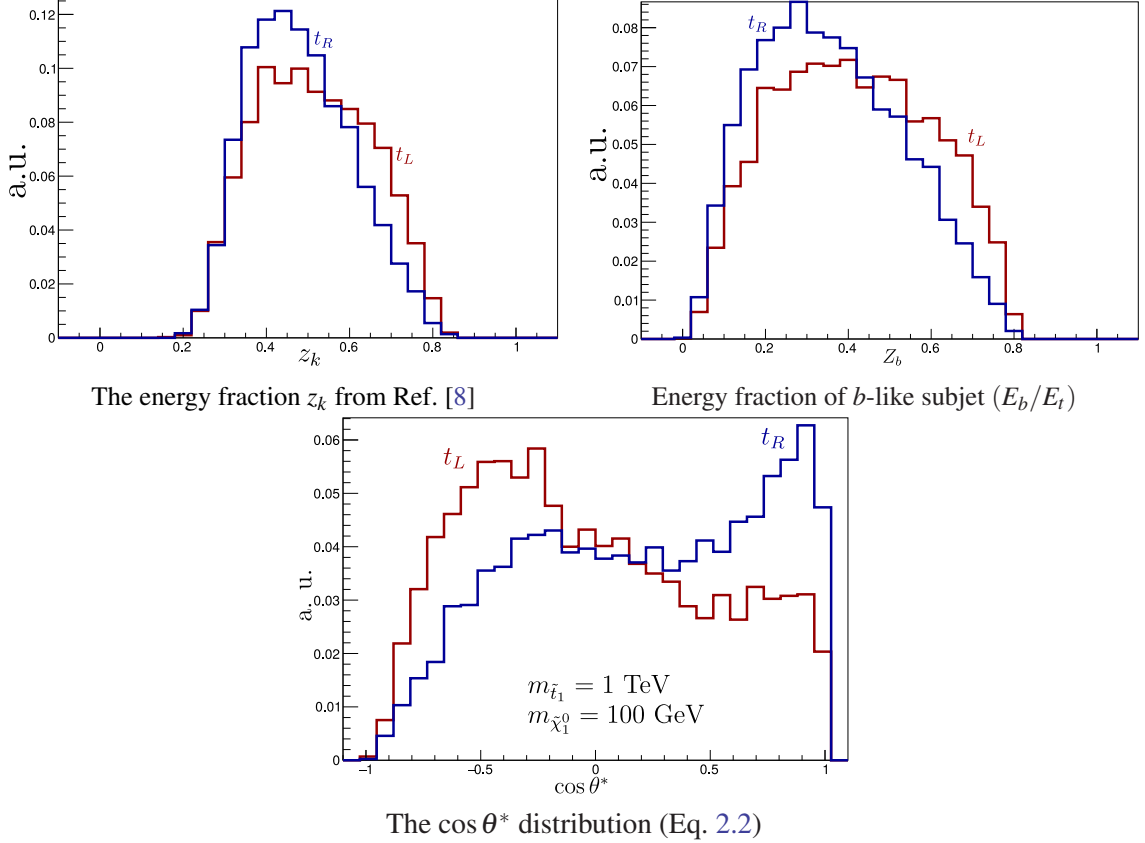 0.12
0.1
0.08
0.06
0.04
0.02
0
a.u.
t_R
t_L
0 0.2 0.4 0.6 0.8 1
z_k
The energy fraction z_k from Ref. [8]
0.08
0.07
0.06
0.05
0.04
0.03
0.02
0.01
0
a.u.
t_R
t_L
0 0.2 0.4 0.6 0.8 1
Z_b
Energy fraction of b-like subjet (E_b/E_t)
0.06
0.05
0.04
0.03
0.02
0.01
0
a. u.
t_L
t_R
m_{\tilde{t}_1} = 1 TeV
m_{\tilde{χ}_1^0} = 100 GeV
−1 −0.5 0 0.5 1
cos θ*
The cos θ* distribution (Eq. 2.2)